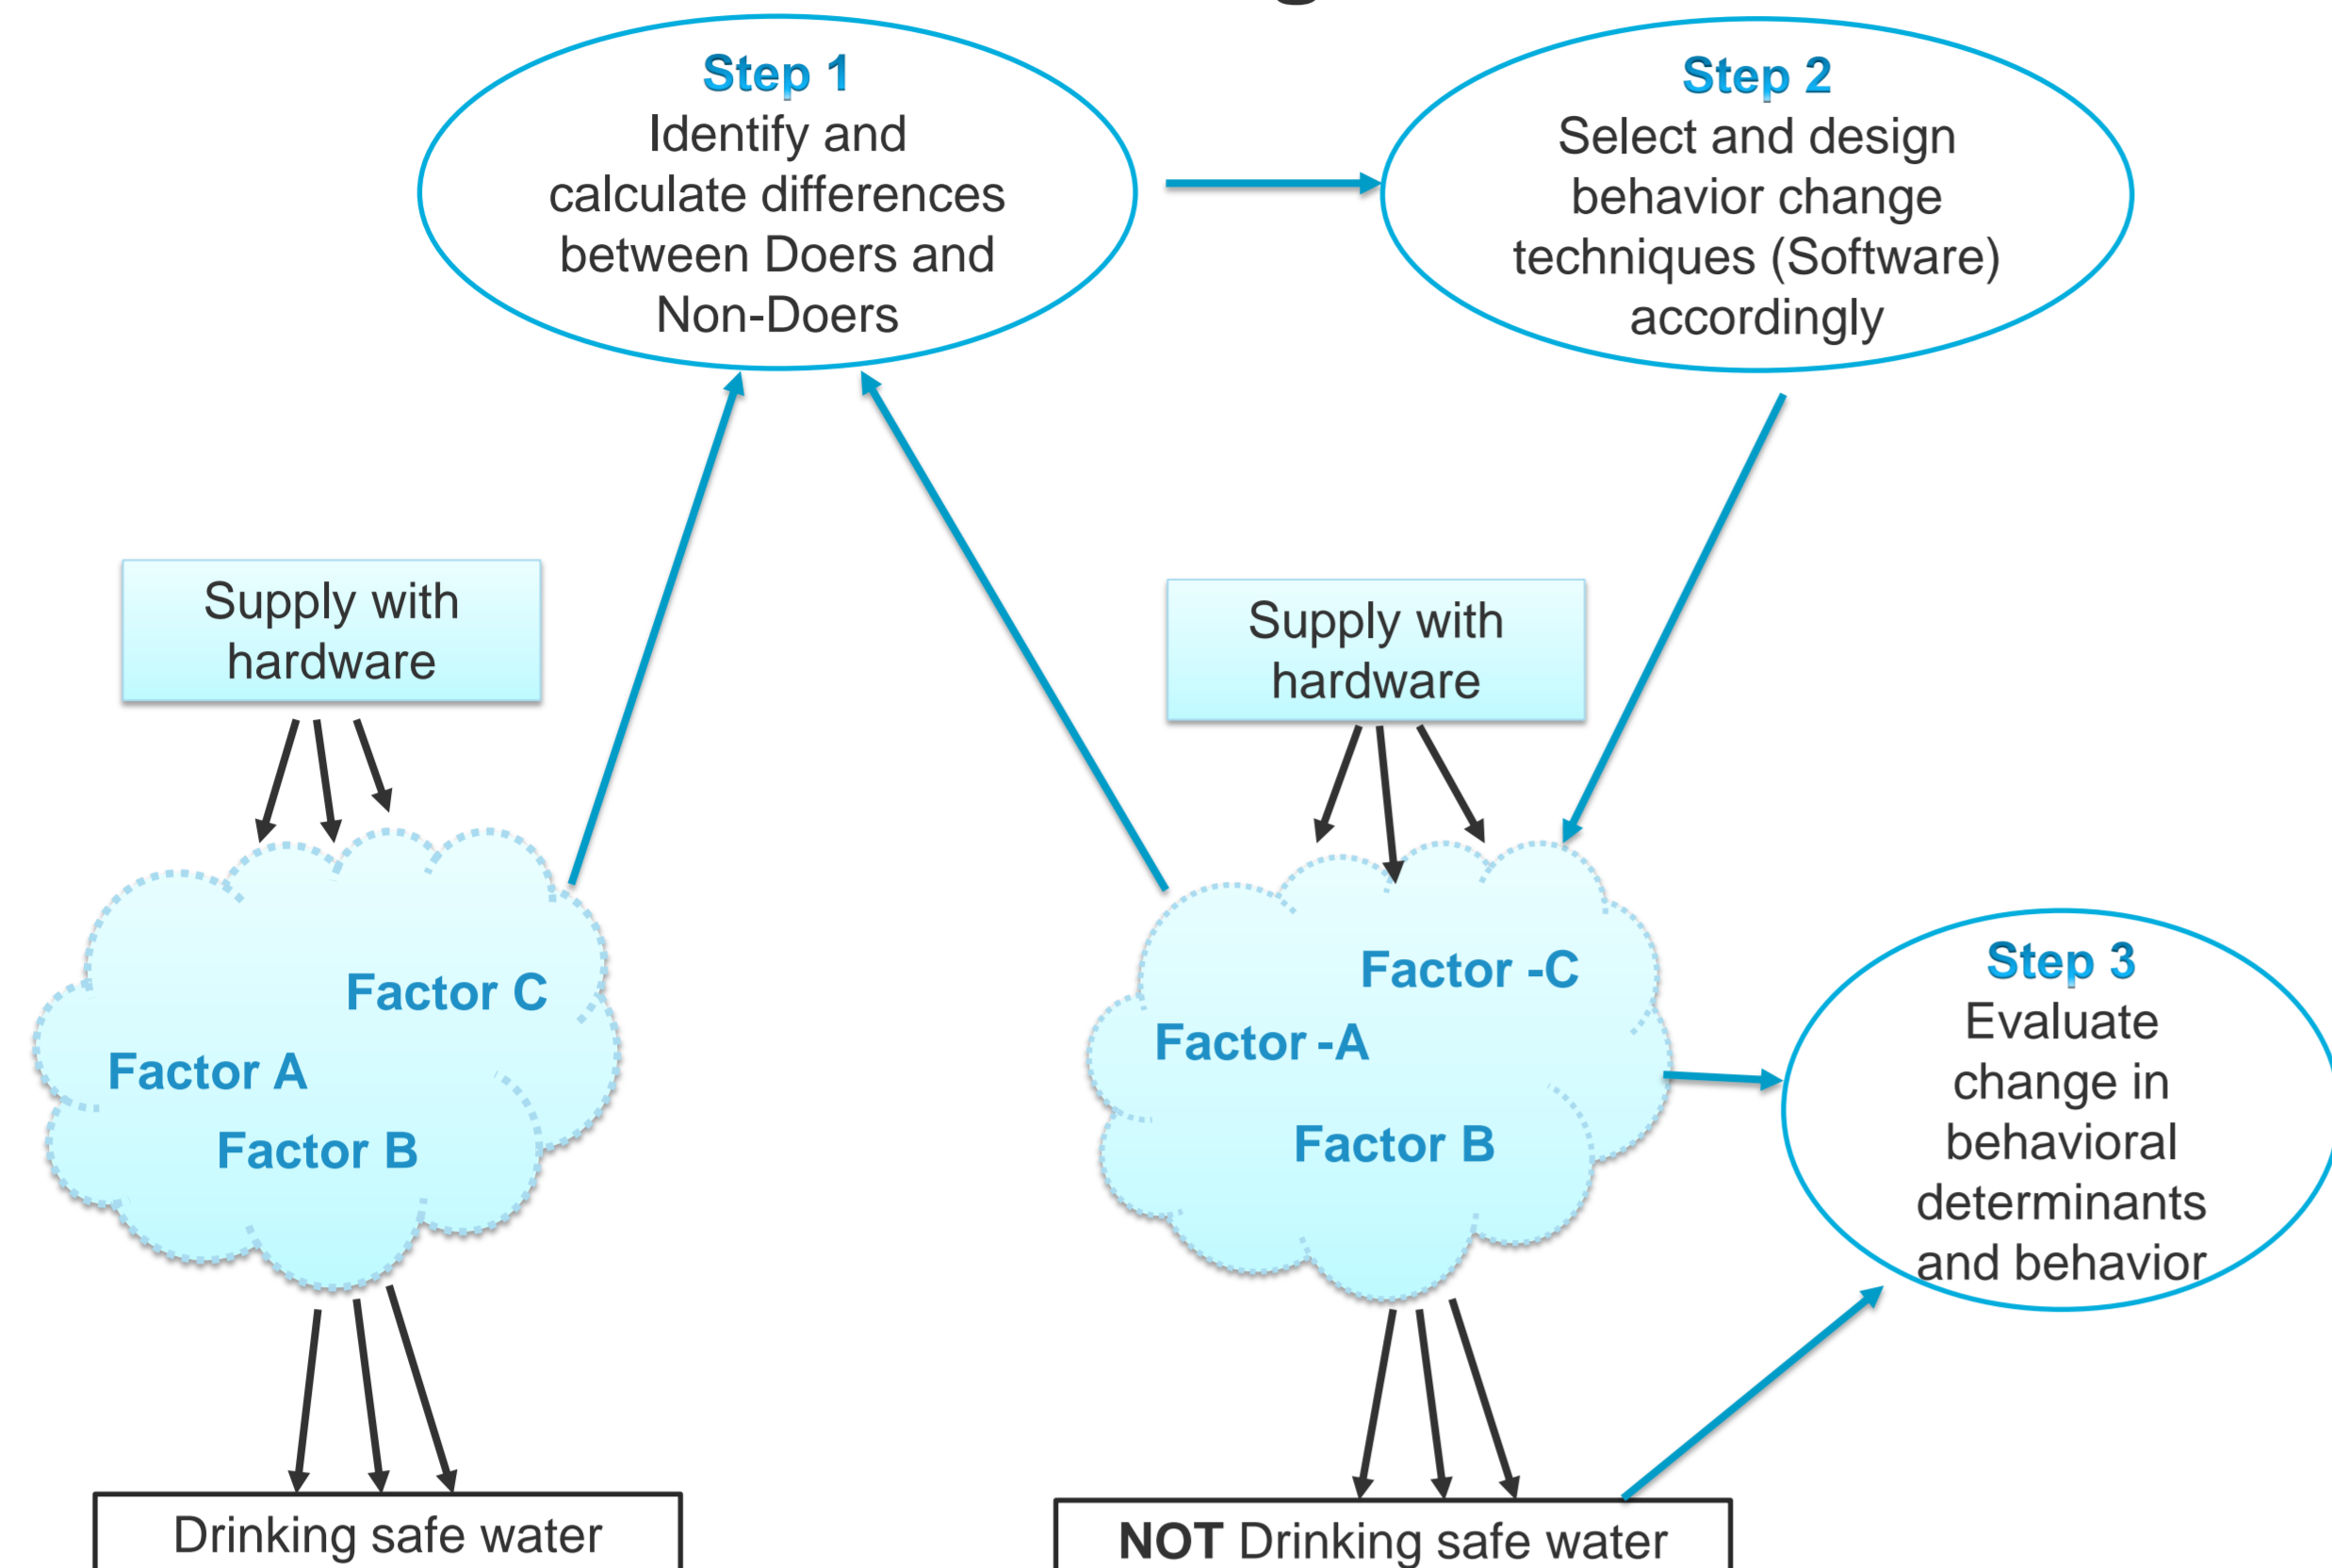 Step 1
Identify and
calculate differences
between Doers and
Non-Doers
Step 2
Select and design
behavior change
techniques (Software)
accordingly
Supply with
hardware
Supply with
hardware
Factor C
Factor A
Factor B
Factor -C
Factor -A
Factor B
Step 3
Evaluate
change in
behavioral
determinants
and behavior
Drinking safe water
NOT Drinking safe water